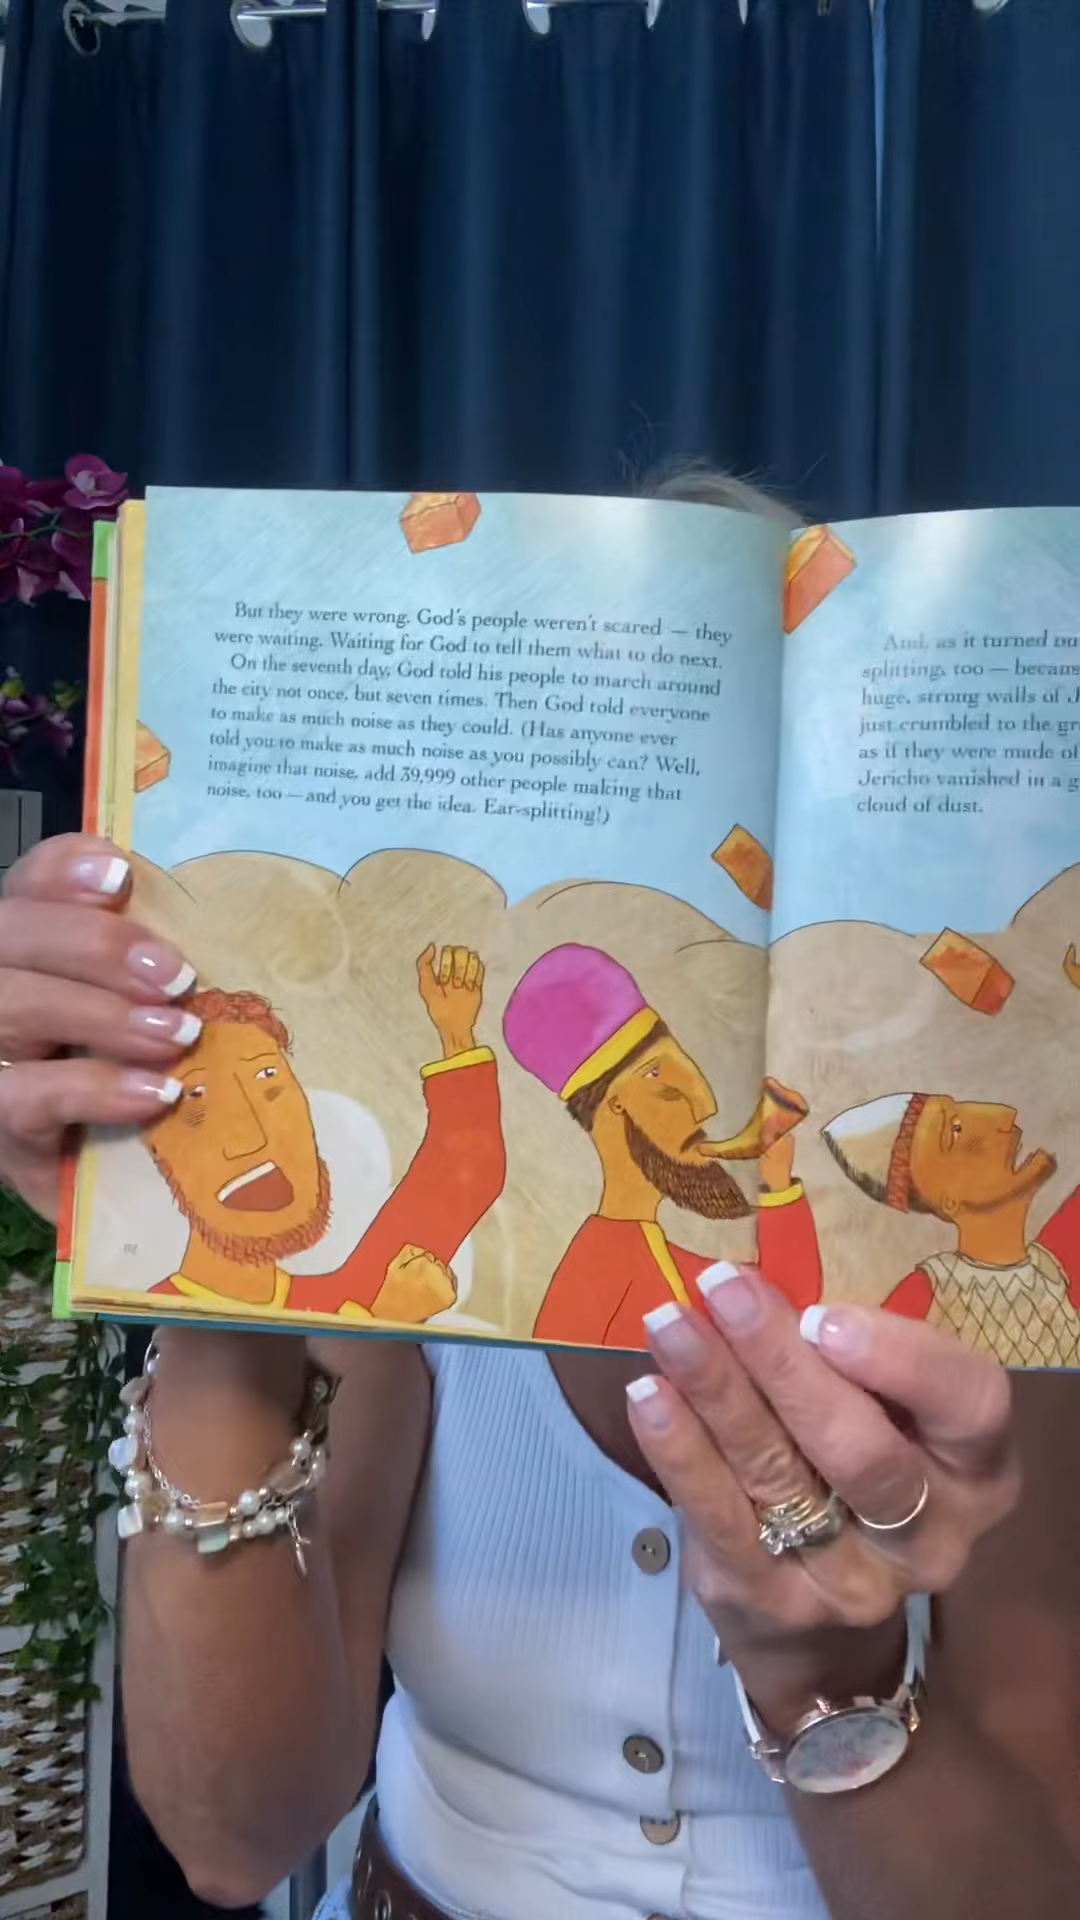 But they were wrong. God's people weren't scared — they
were waiting. Waiting for God to tell them what to do next.
On the seventh day, God told his people to march around
the city not once, but seven times. Then God told everyone
to make as much noise as they could. (Has anyone ever
told you to make as much noise as you possibly can? Well,
imagine that noise, add 39,999 other people making that
noise, too — and you get the idea. Ear-splitting!)
And, as it turned
splitting, too —
huge, strong walls of
just crumbled to the
as if they were made
Jericho vanished in a
cloud of dust.